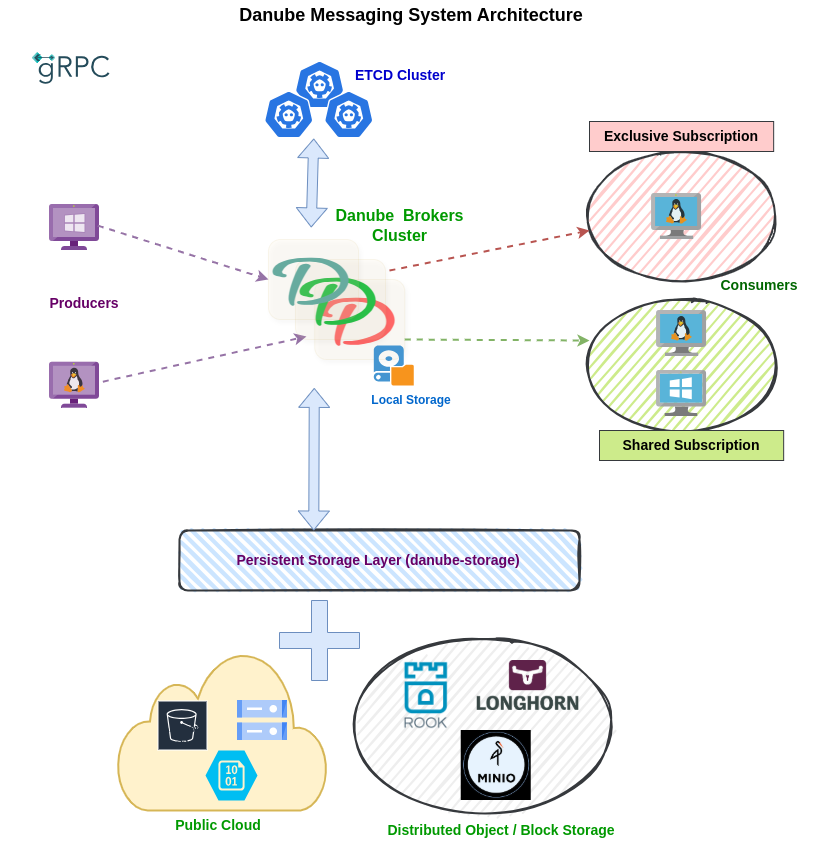 Danube Messaging System Architecture
gRPC
ETCD Cluster
Exclusive Subscription
Danube Brokers
Cluster
Producers
Consumers
Local Storage
Shared Subscription
Persistent Storage Layer (danube-storage)
ROOK
LONGHORN
10
01
MINIO
Public Cloud
Distributed Object / Block Storage